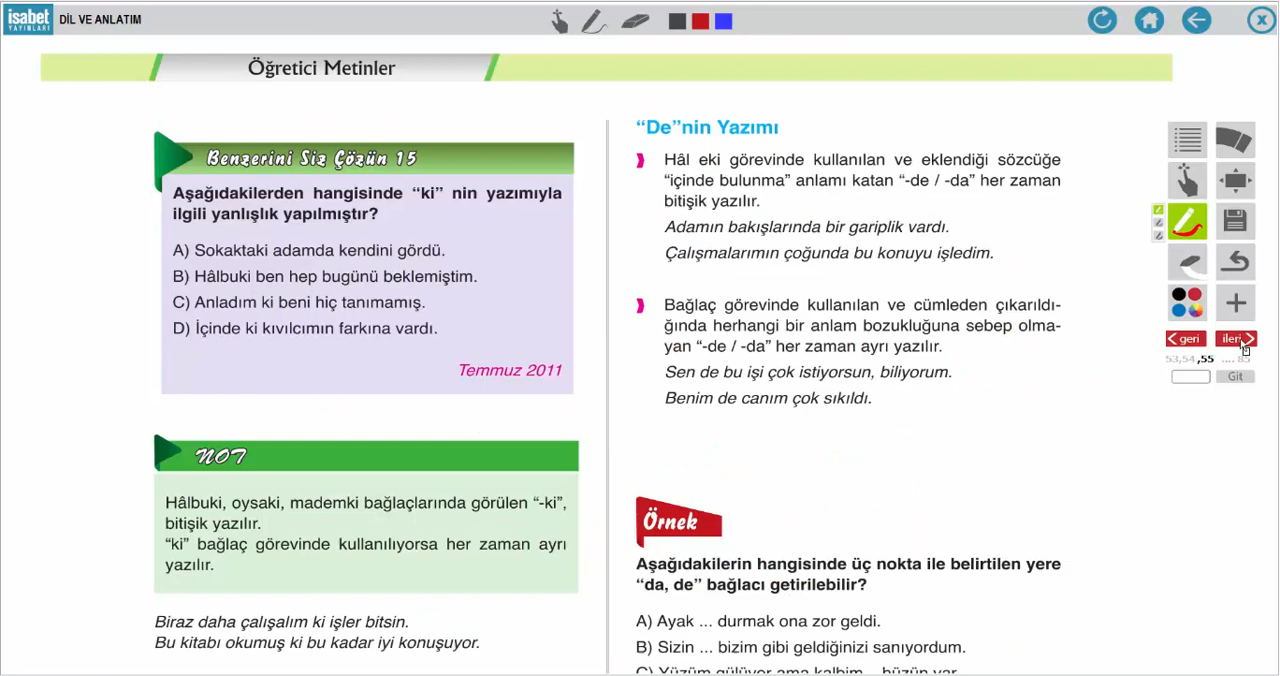 isabet
YAYINLARI
DİL VE ANLATIM
Öğretici Metinler
Benzerini Siz Çözün 15
Aşağıdakilerden hangisinde “ki” nin yazımıyla
ilgili yanlışlık yapılmıştır?
A) Sokaktaki adamda kendini gördü.
B) Hâlbuki ben hep bugünü beklemiştim.
C) Anladım ki beni hiç tanımamış.
D) İçinde ki kıvılcımın farkına vardı.
Temmuz 2011
NOT
Hâlbuki, oysaki, mademki bağlaçlarında görülen “-ki”,
bitişik yazılır.
“ki” bağlaç görevinde kullanılıyorsa her zaman ayrı
yazılır.
Biraz daha çalışalım ki işler bitsin.
Bu kitabı okumuş ki bu kadar iyi konuşuyor.
“De”nin Yazımı
Hâl eki görevinde kullanılan ve eklendiği sözcüğe
“içinde bulunma” anlamı katan “-de / -da” her zaman
bitişik yazılır.
Adamın bakışlarında bir gariplik vardı.
Çalışmalarımın çoğunda bu konuyu işledim.
Bağlaç görevinde kullanılan ve cümleden çıkarıldı-
ğında herhangi bir anlam bozukluğuna sebep olma-
yan “-de / -da” her zaman ayrı yazılır.
Sen de bu işi çok istiyorsun, biliyorum.
Benim de canım çok sıkıldı.
Örnek
Aşağıdakilerin hangisinde üç nokta ile belirtilen yere
“da, de” bağlacı getirilebilir?
A) Ayak ... durmak ona zor geldi.
B) Sizin ... bizim gibi geldiğinizi sanıyordum.
C) Yüzüm gülüyor ama kalbim... hüzün var.
geri
ileri
53,54,55 .... 85
Git